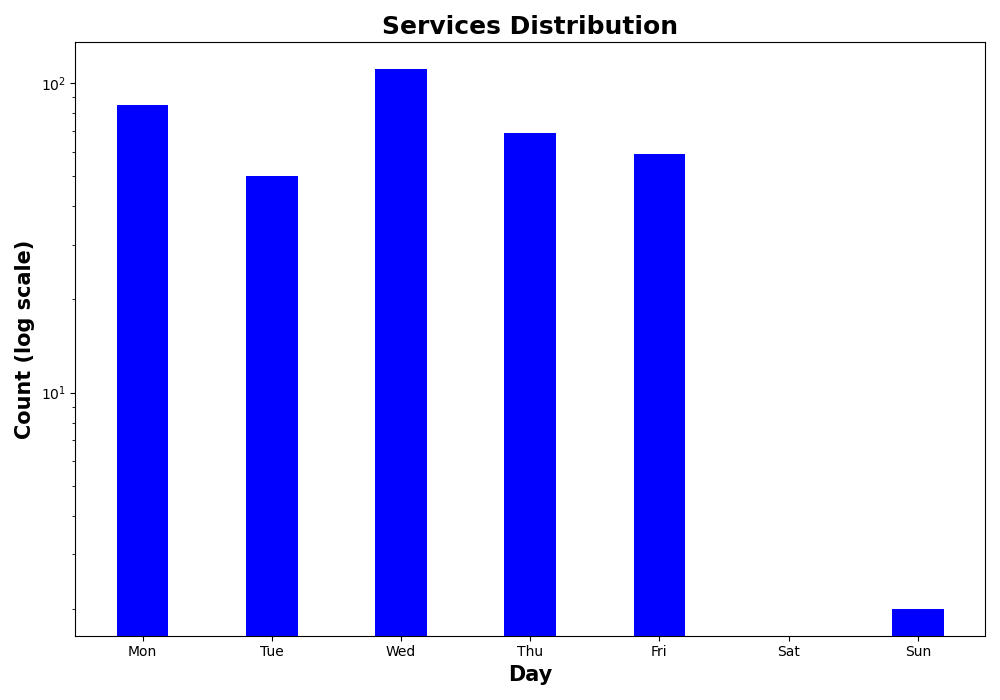 Services Distribution
Count (log scale)
10²
10¹
Mon Tue Wed Thu Fri Sat Sun
Day